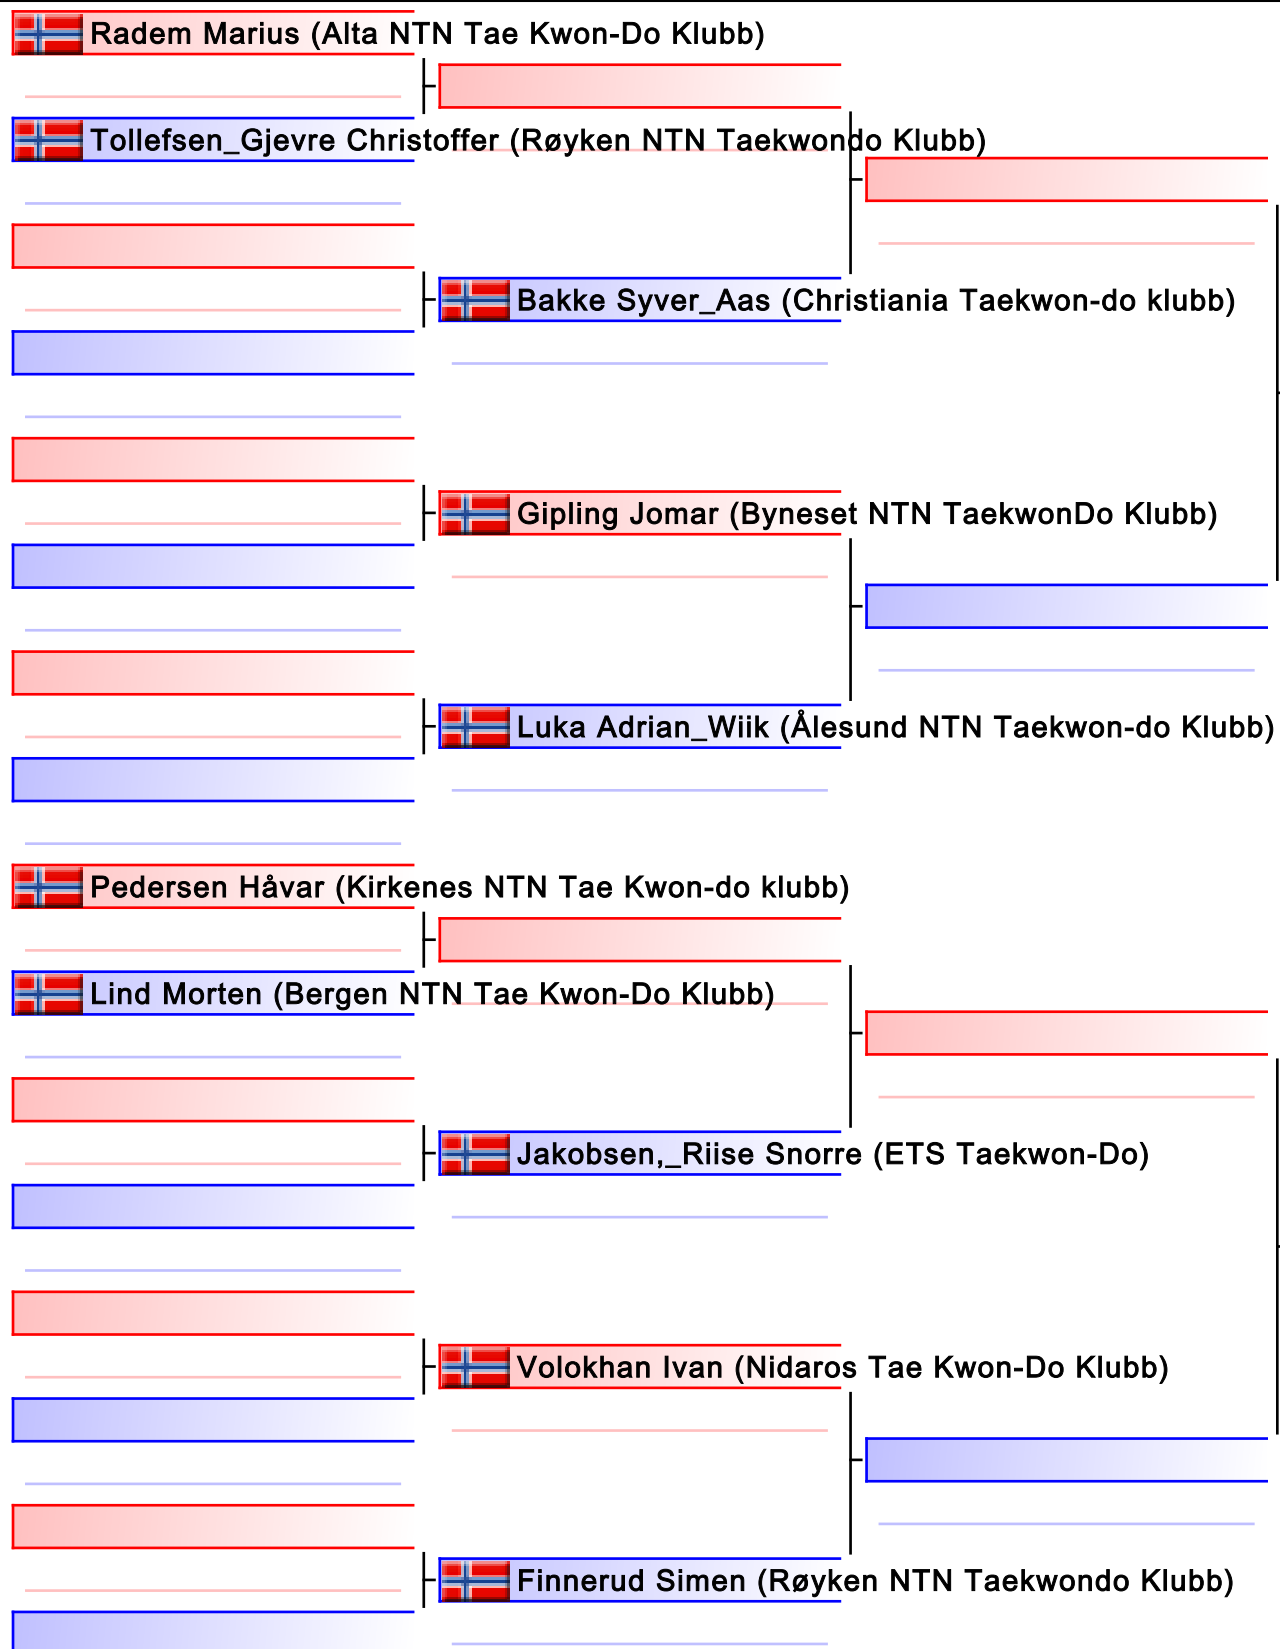 Radem Marius (Alta NTN Tae Kwon-Do Klubb)
Tollefsen_Gjevre Christoffer (Røyken NTN Taekwondo Klubb)
Bakke Syver_Aas (Christiania Taekwon-do klubb)
Gipling Jomar (Byneset NTN TaekwonDo Klubb)
Luka Adrian_Wiik (Ålesund NTN Taekwon-do Klubb)
Pedersen Håvar (Kirkenes NTN Tae Kwon-do klubb)
Lind Morten (Bergen NTN Tae Kwon-Do Klubb)
Jakobsen,_Riise Snorre (ETS Taekwon-Do)
Volokhan Ivan (Nidaros Tae Kwon-Do Klubb)
Finnerud Simen (Røyken NTN Taekwondo Klubb)